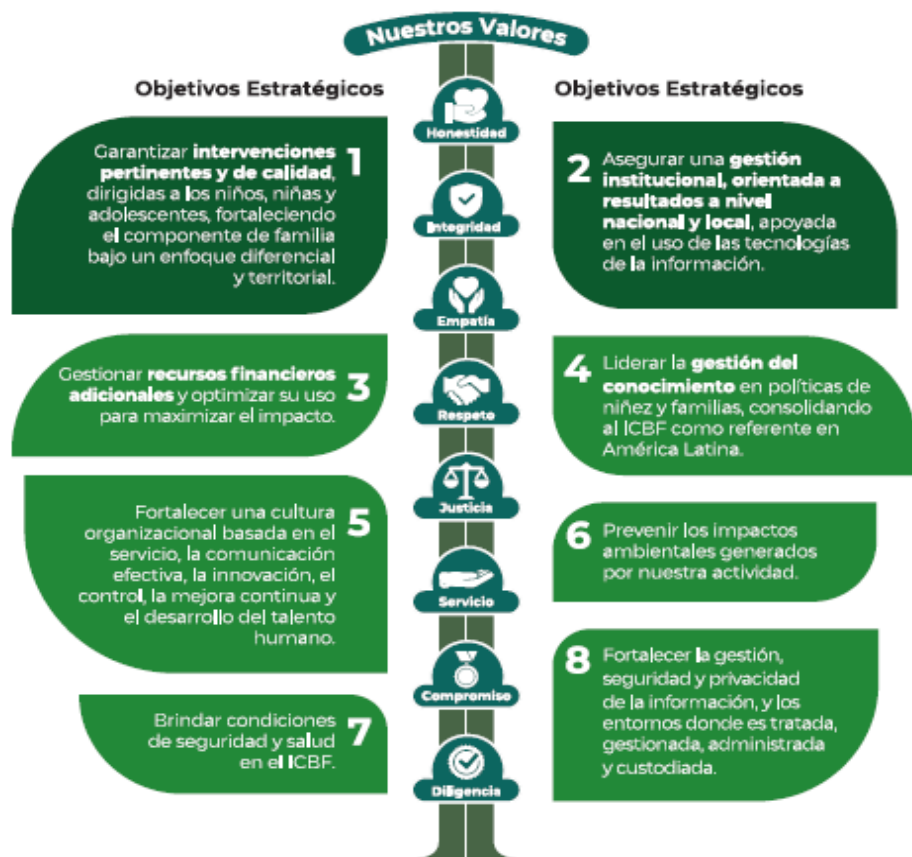 Nuestros Valores
Objetivos Estratégicos
Objetivos Estratégicos
Honestidad
1
Garantizar intervenciones
pertinentes y de calidad,
dirigidas a los niños, niñas y
adolescentes, fortaleciendo
el componente de familia
bajo un enfoque diferencial
y territorial.
2
Asegurar una gestión
institucional, orientada a
resultados a nivel
nacional y local, apoyada
en el uso de las tecnologías
de la información.
Integridad
Empatía
3
Gestionar recursos financieros
adicionales y optimizar su uso
para maximizar el impacto.
4
Liderar la gestión del
conocimiento en políticas de
niñez y familias, consolidando
al ICBF como referente en
América Latina.
Respeto
Justicia
5
Fortalecer una cultura
organizacional basada en el
servicio, la comunicación
efectiva, la innovación, el
control, la mejora continua y
el desarrollo del talento
humano.
6
Prevenir los impactos
ambientales generados
por nuestra actividad.
Servicio
Compromiso
7
Brindar condiciones
de seguridad y salud
en el ICBF.
8
Fortalecer la gestión,
seguridad y privacidad
de la información, y los
entornos donde es tratada,
gestionada, administrada
y custodiada.
Diligencia